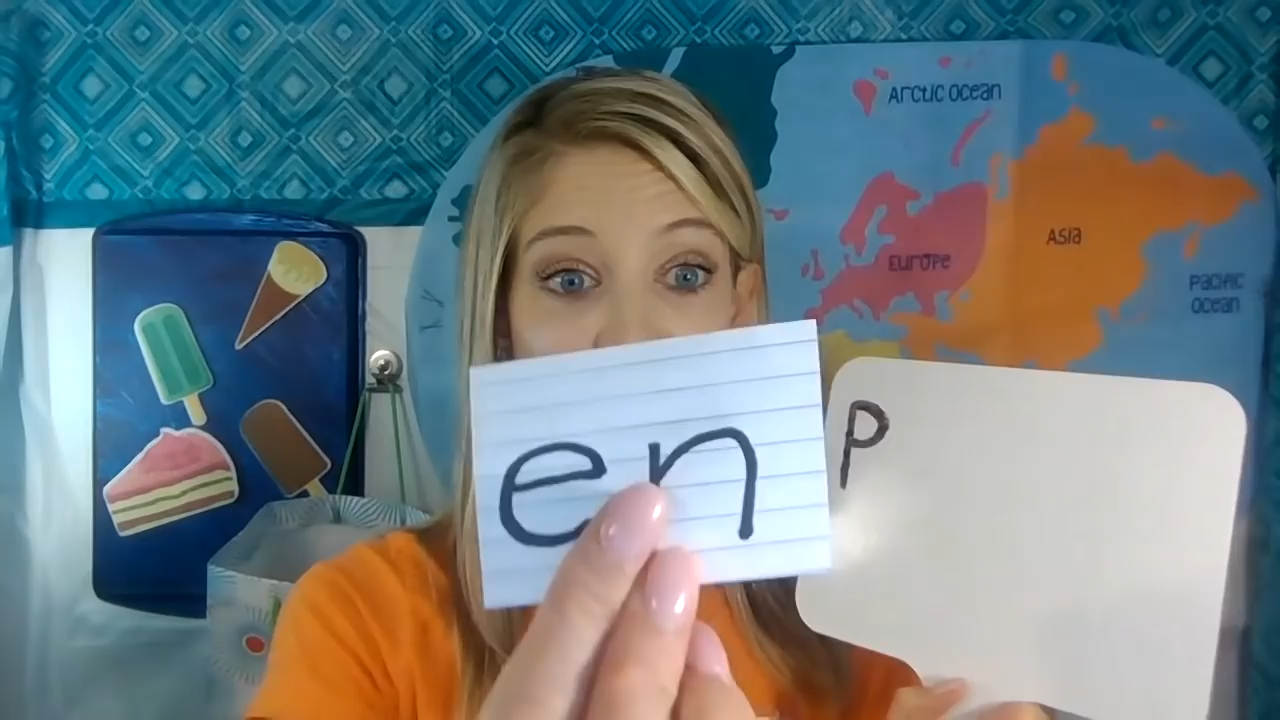 Arctic Ocean
Europe
Asia
Pacific
Ocean
en
P